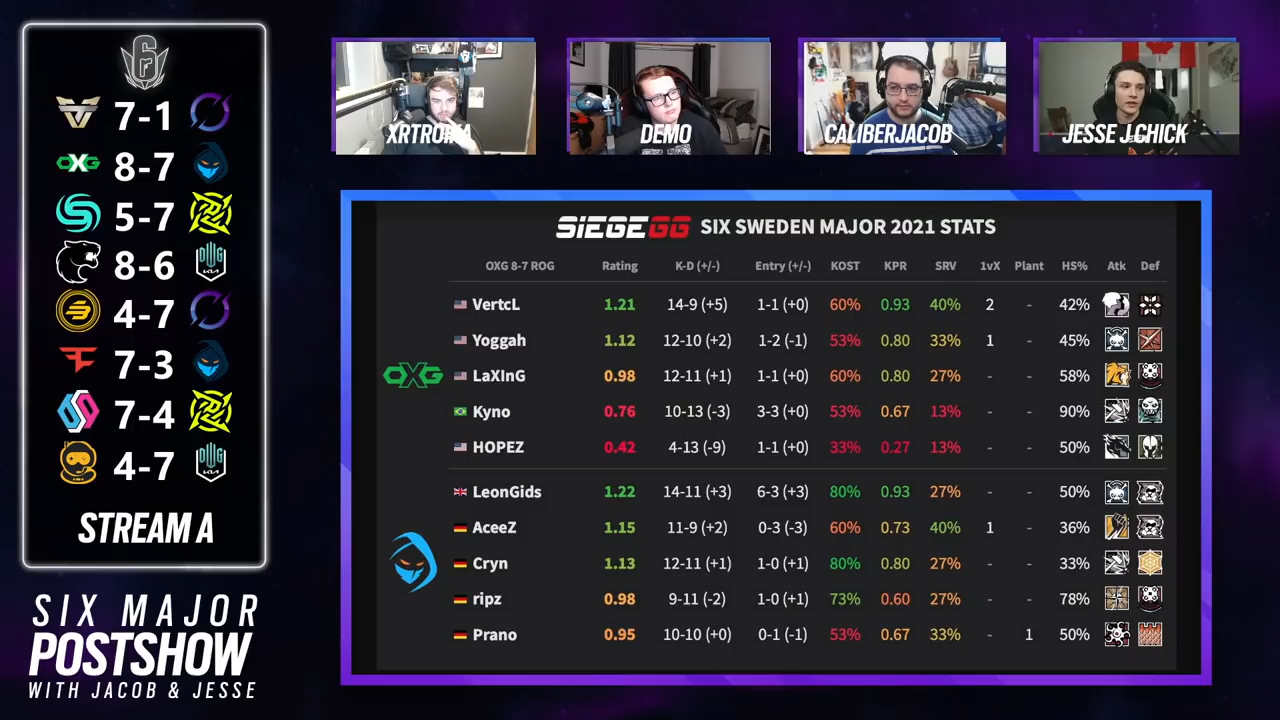 7-1
OXG 8-7
5-7
8-6
4-7
7-3
7-4
4-7
STREAM A
SIX MAJOR
POSTSHOW
WITH JACOB & JESSE
XRTROIKA
DEMO
CALIBERJACOB
JESSE J CHICK
SIEGEGG SIX SWEDEN MAJOR 2021 STATS
OXG 8-7 ROG Rating K-D (+/-) Entry (+/-) KOST KPR SRV 1vX Plant HS% Atk Def
VertcL 1.21 14-9 (+5) 1-1 (+0) 60% 0.93 40% 2 - 42%
Yoggah 1.12 12-10 (+2) 1-2 (-1) 53% 0.80 33% 1 - 45%
OXG
LaXInG 0.98 12-11 (+1) 1-1 (+0) 60% 0.80 27% - - 58%
Kyno 0.76 10-13 (-3) 3-3 (+0) 53% 0.67 13% - - 90%
HOPEZ 0.42 4-13 (-9) 1-1 (+0) 33% 0.27 13% - - 50%
LeonGids 1.22 14-11 (+3) 6-3 (+3) 80% 0.93 27% - - 50%
AceeZ 1.15 11-9 (+2) 0-3 (-3) 60% 0.73 40% 1 - 36%
Cryn 1.13 12-11 (+1) 1-0 (+1) 80% 0.80 27% - - 33%
ripz 0.98 9-11 (-2) 1-0 (+1) 73% 0.60 27% - - 78%
Prano 0.95 10-10 (+0) 0-1 (-1) 53% 0.67 33% - 1 50%